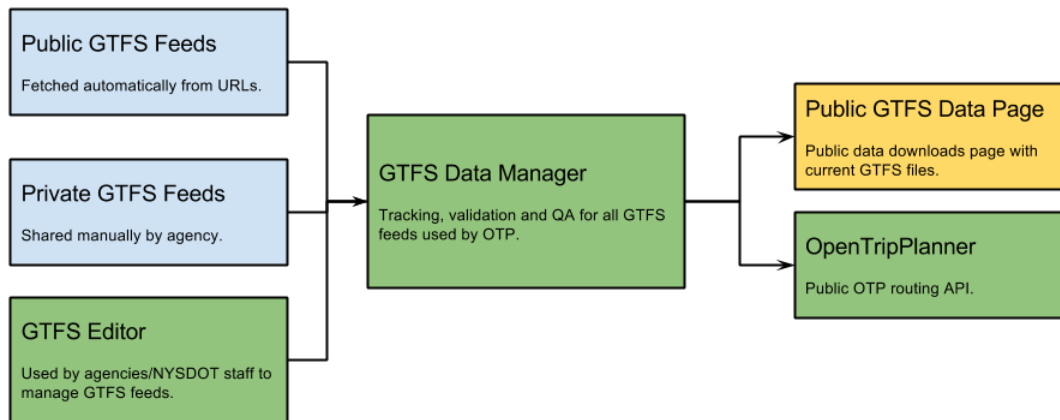 Public GTFS Feeds
Fetched automatically from URLs.
Private GTFS Feeds
Shared manually by agency.
GTFS Editor
Used by agencies/NYSDOT staff to
manage GTFS feeds.
GTFS Data Manager
Tracking, validation and QA for all GTFS
feeds used by OTP.
Public GTFS Data Page
Public data downloads page with
current GTFS files.
OpenTripPlanner
Public OTP routing API.